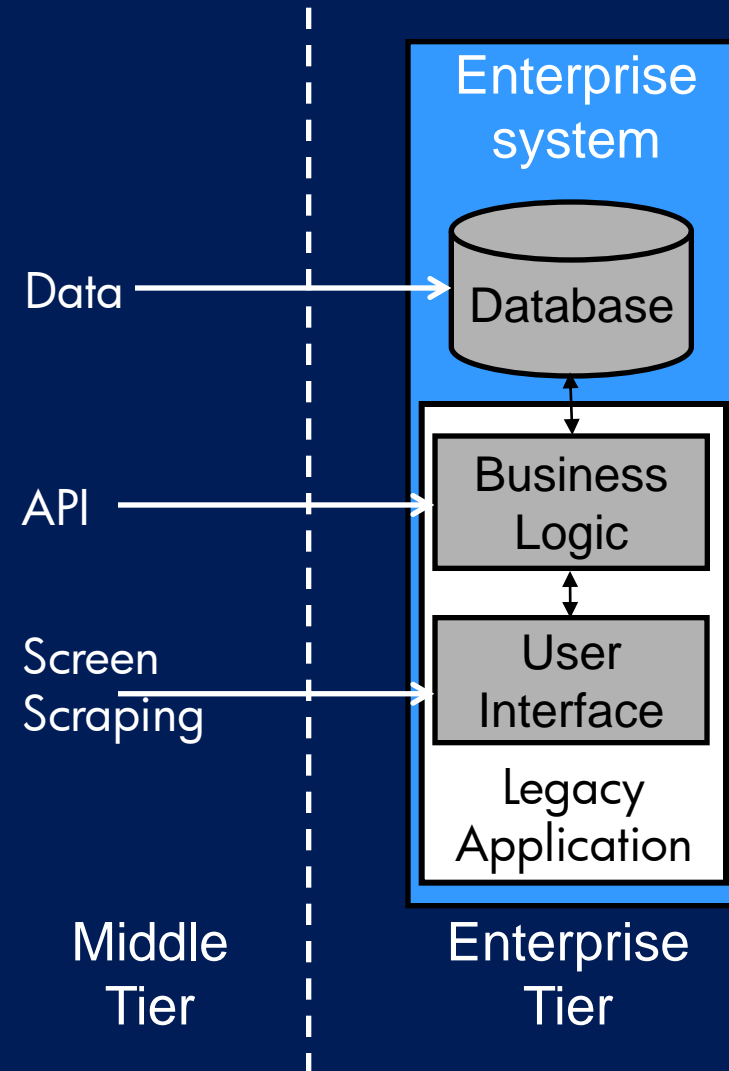 Enterprise
system
Data
Database
API
Business
Logic
Screen
Scraping
User
Interface
Legacy
Application
Middle
Tier
Enterprise
Tier